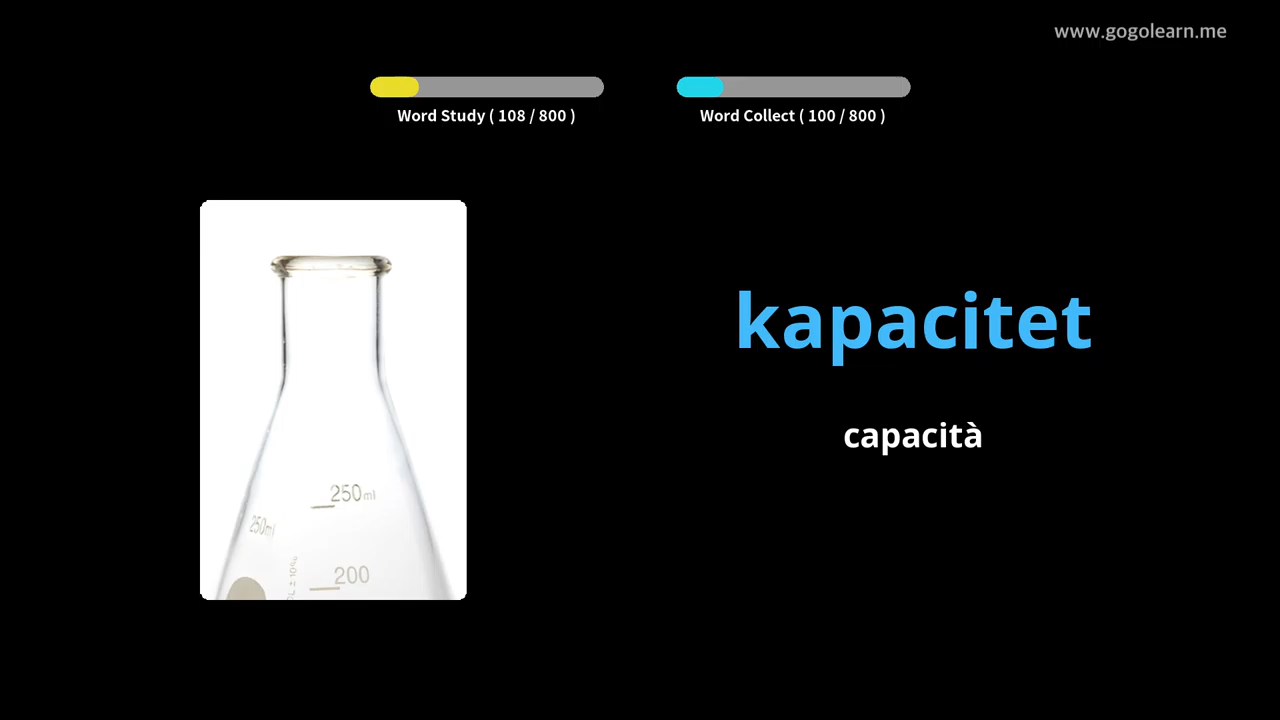 www.gogolearn.me
Word Study ( 108 / 800 )
Word Collect ( 100 / 800 )
kapacitet
capacità
250ml
250ml
200